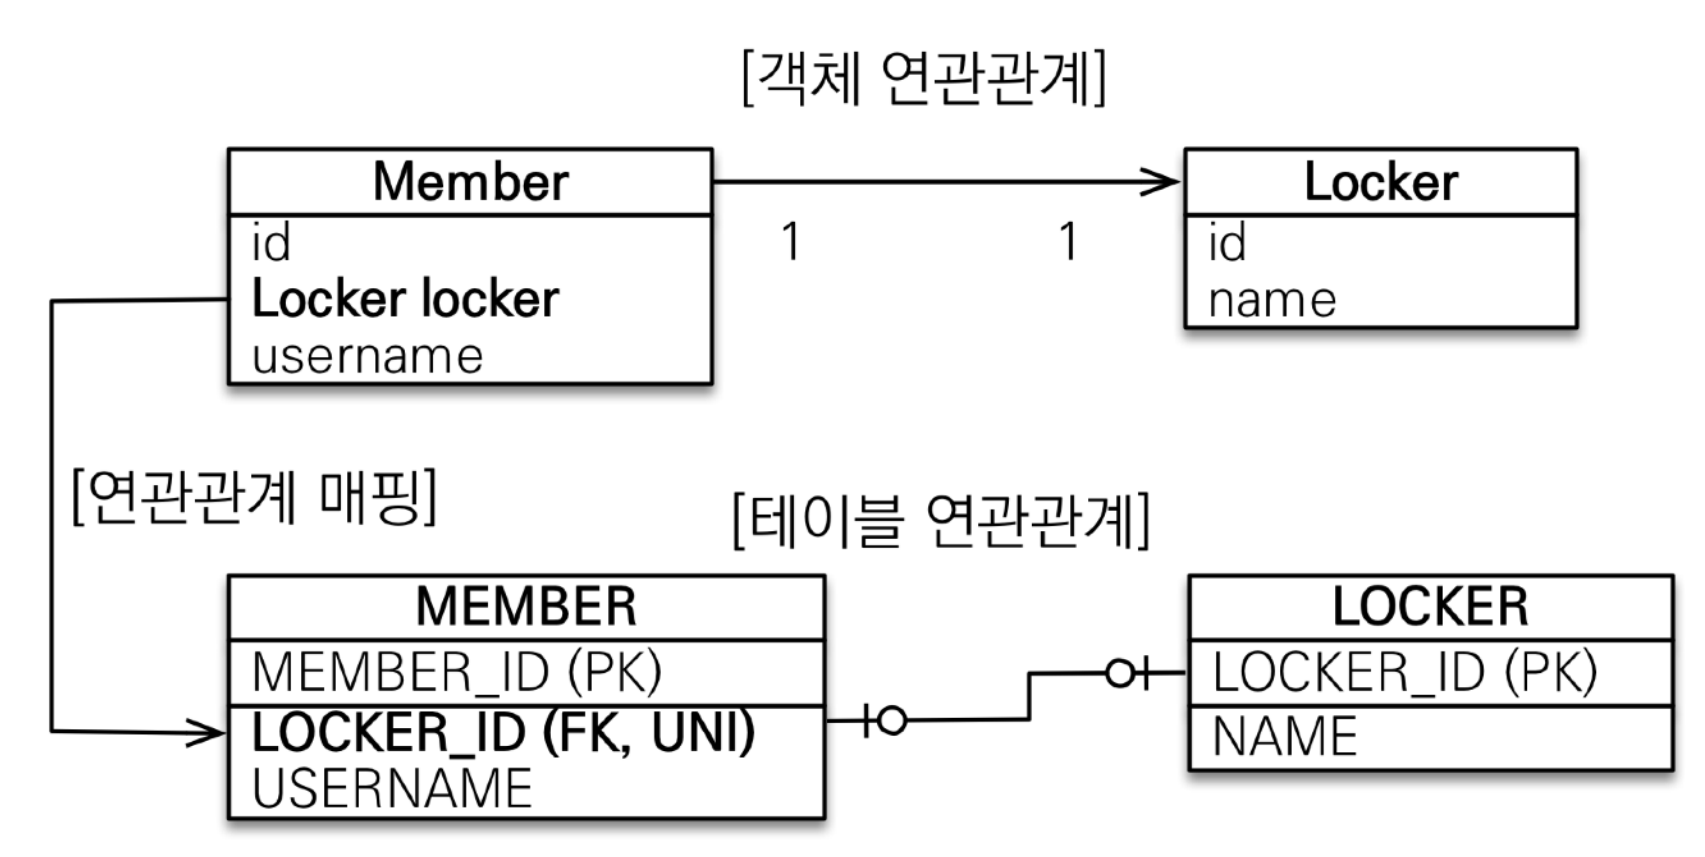 [객체 연관관계]
Member
id
Locker locker
username
1
1
Locker
id
name
[연관관계 매핑]
[테이블 연관관계]
MEMBER
MEMBER_ID (PK)
LOCKER_ID (FK, UNI)
USERNAME
LOCKER
LOCKER_ID (PK)
NAME